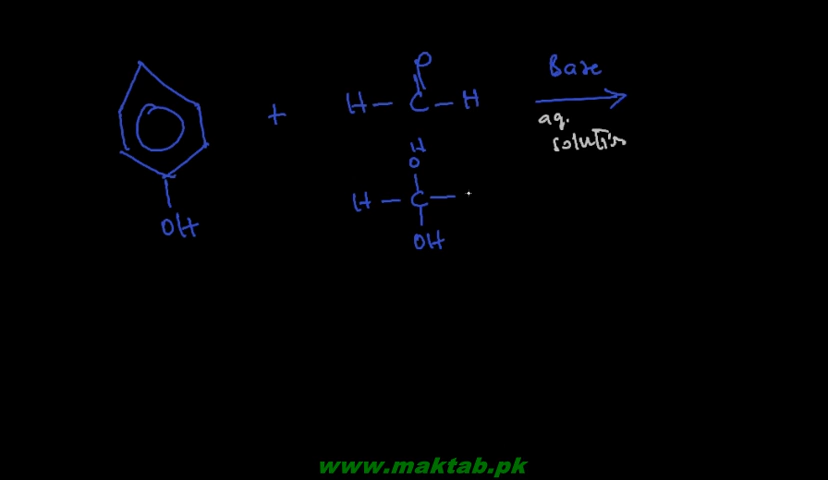 Base
O
H - C - H
+
aq.
solution
H
O
H - C -
OH
OH
www.maktab.pk